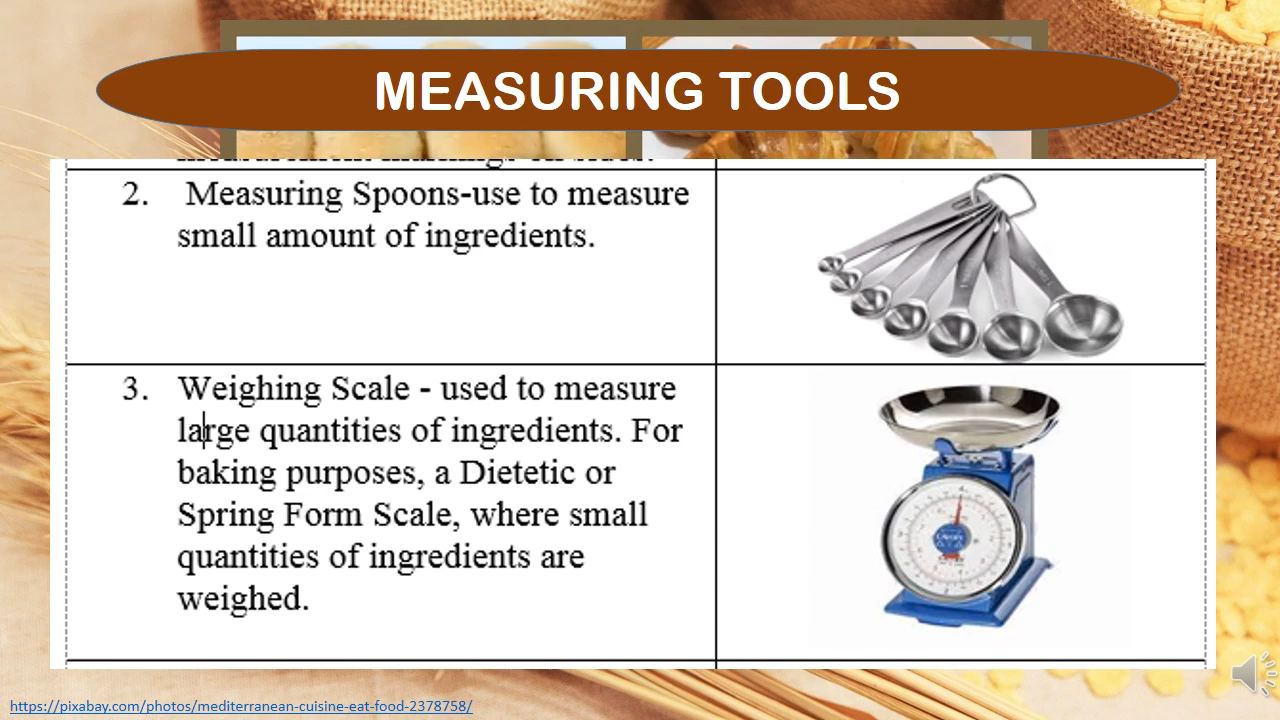 MEASURING TOOLS
2. Measuring Spoons-use to measure
small amount of ingredients.
3. Weighing Scale - used to measure
large quantities of ingredients. For
baking purposes, a Dietetic or
Spring Form Scale, where small
quantities of ingredients are
weighed.
https://pixabay.com/photos/mediterranean-cuisine-eat-food-2378758/